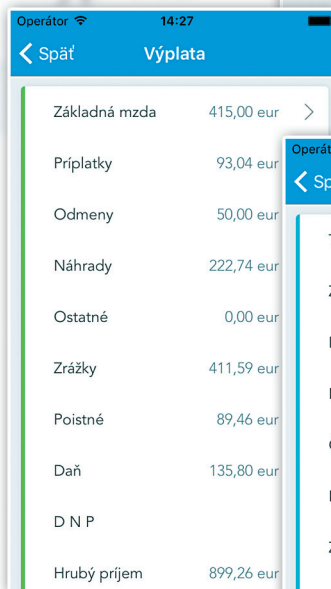 Operátor 14:27
Späť Výplata
Základná mzda 415,00 eur
Príplatky 93,04 eur
Odmeny 50,00 eur
Náhrady 222,74 eur
Ostatné 0,00 eur
Zrážky 411,59 eur
Poistné 89,46 eur
Daň 135,80 eur
D N P
Hrubý príjem 899,26 eur